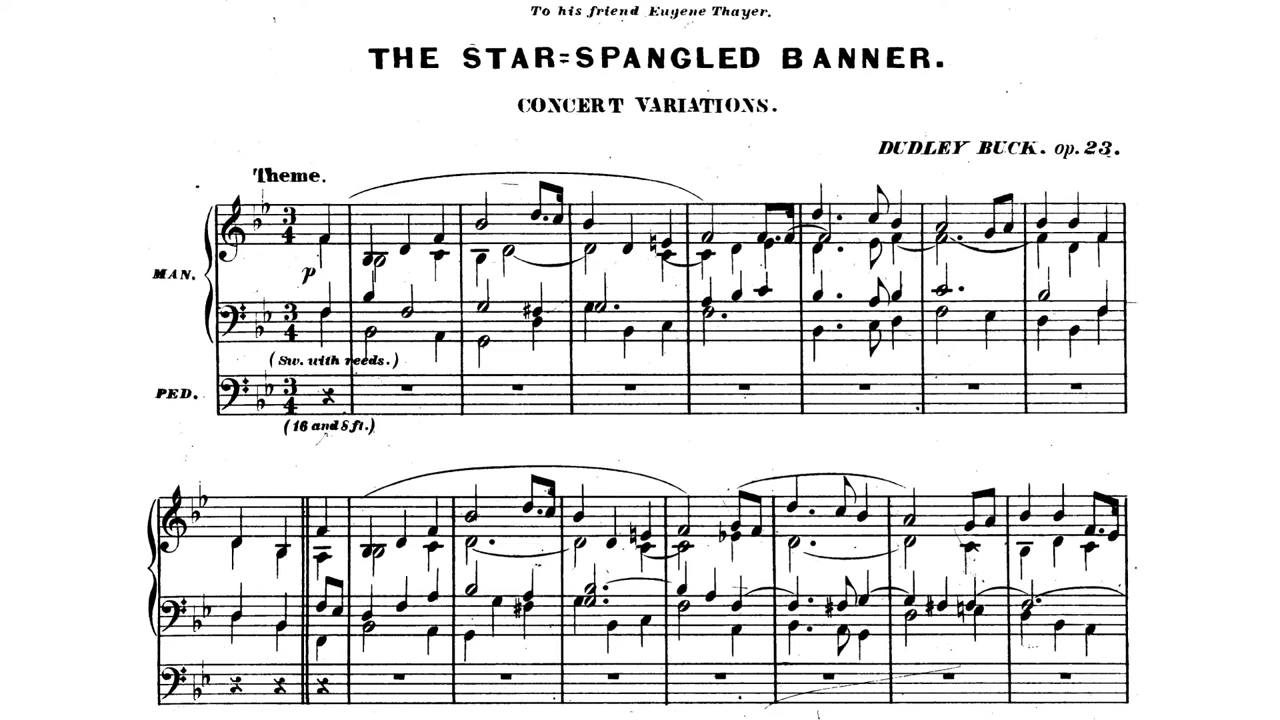 To his friend Eugene Thayer.
THE STAR=SPANGLED BANNER.
CONCERT VARIATIONS.
DUDLEY BUCK. op. 23.
Theme.
MAN.
p
(Sw. with reeds.)
PED.
(16 and 8 ft.)